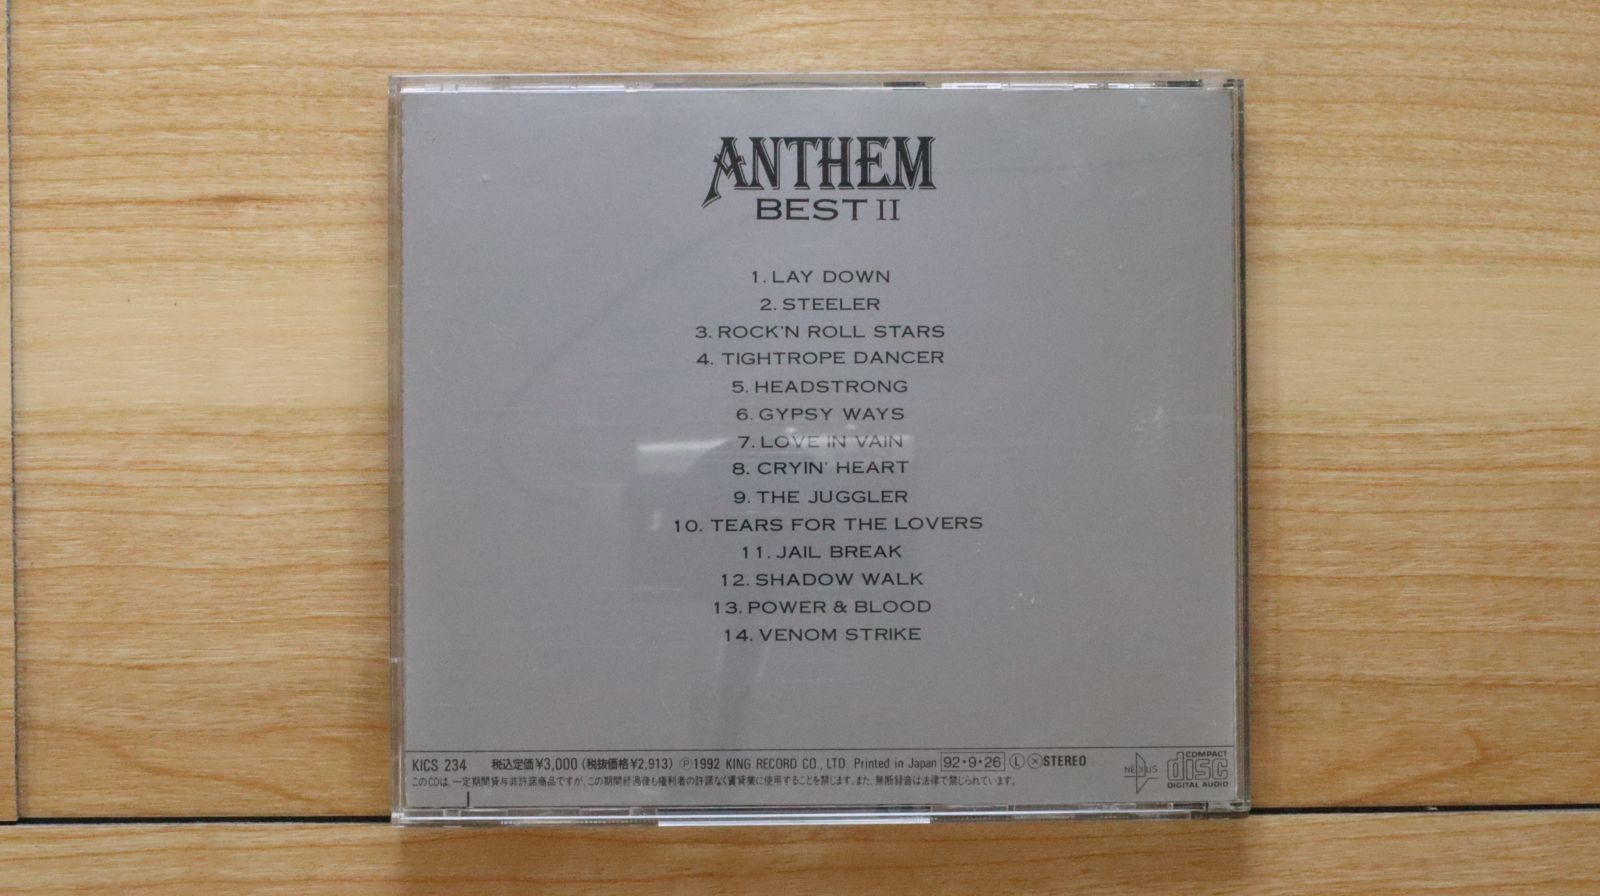 ANTHEM
BEST II
1. LAY DOWN
2. STEELER
3. ROCK'N ROLL STARS
4. TIGHTROPE DANCER
5. HEADSTRONG
6. GYPSY WAYS
7. LOVE IN VAIN
8. CRYIN' HEART
9. THE JUGGLER
10. TEARS FOR THE LOVERS
11. JAIL BREAK
12. SHADOW WALK
13. POWER & BLOOD
14. VENOM STRIKE
KICS 234 税込定価¥3,000 (税抜価格¥2,913) ℗1992 KING RECORD CO., LTD. Printed in Japan 92・9・26 Ⓛ Ⓧ STEREO
このCDは、一定期間貸与非許諾商品ですが、この期間経過後も権利者の許諾なく賃貸業に使用することを禁じます。また、無断録音は法律で禁じられています。
NEXUS
COMPACT
disc
DIGITAL AUDIO